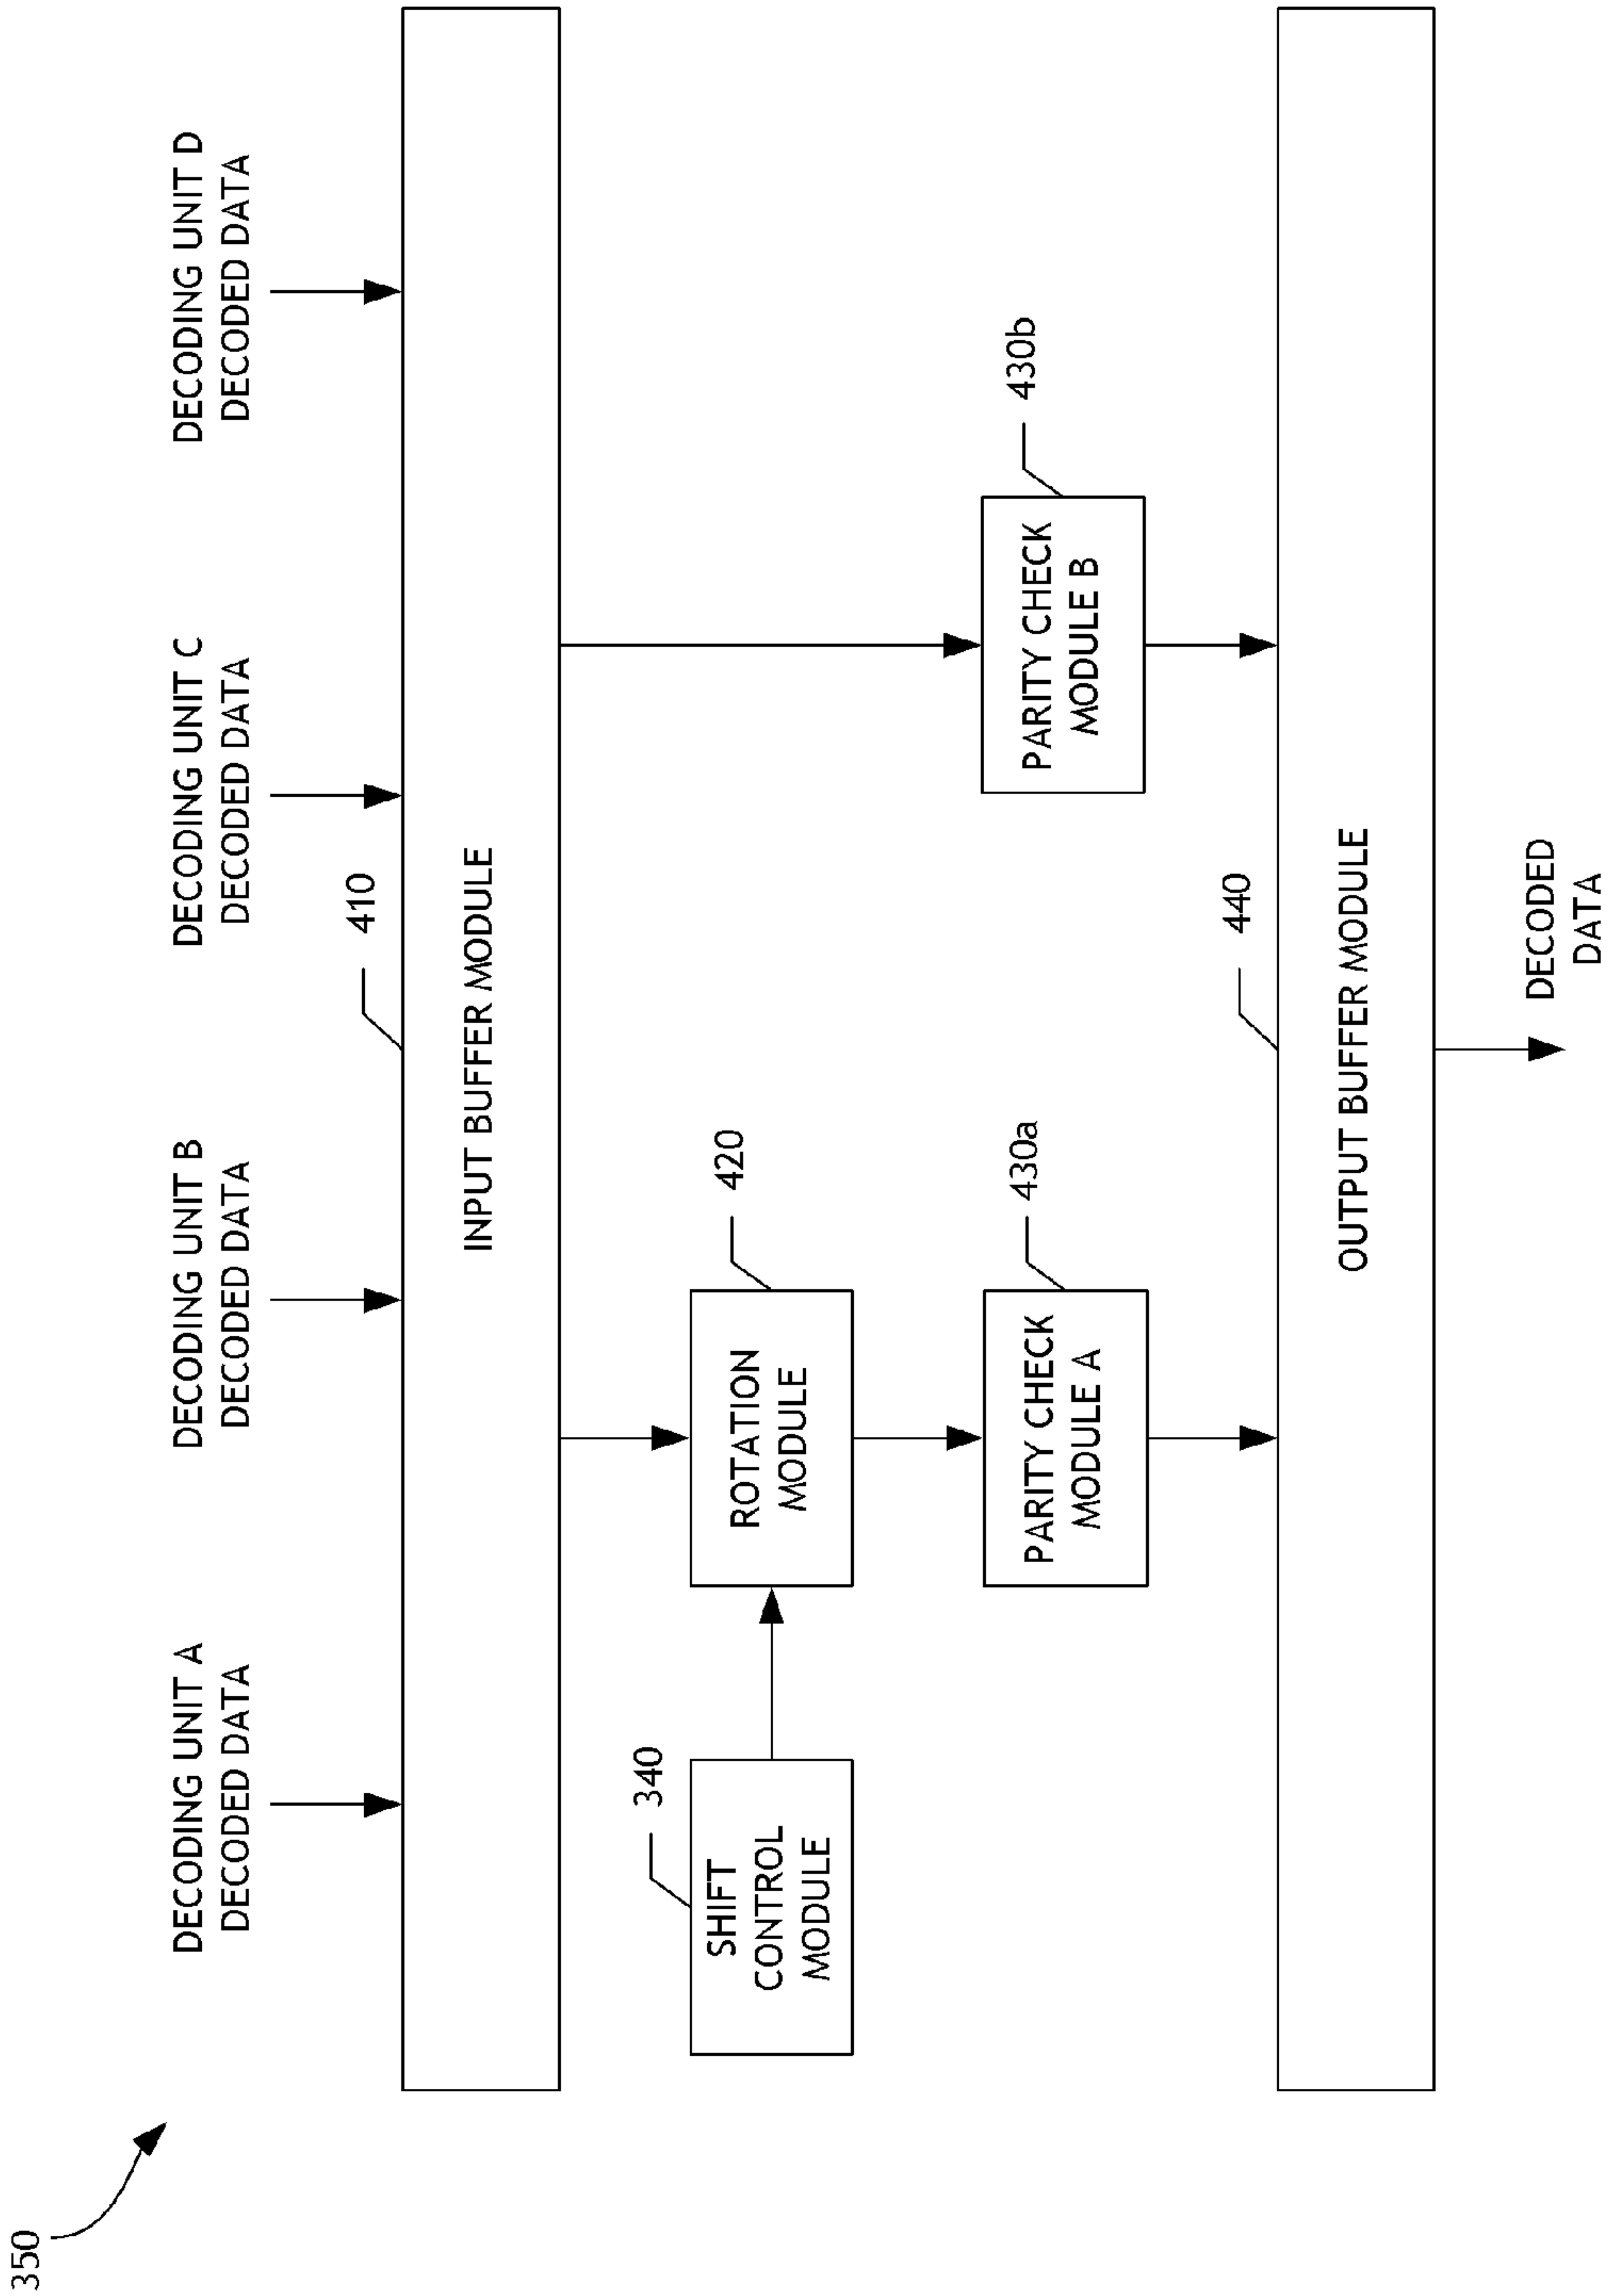 350
DECODING UNIT A
DECODED DATA
DECODING UNIT B
DECODED DATA
DECODING UNIT C
DECODED DATA
DECODING UNIT D
DECODED DATA
410
INPUT BUFFER MODULE
340
SHIFT
CONTROL
MODULE
420
ROTATION
MODULE
430a
PARITY CHECK
MODULE A
430b
PARITY CHECK
MODULE B
440
OUTPUT BUFFER MODULE
DECODED
DATA